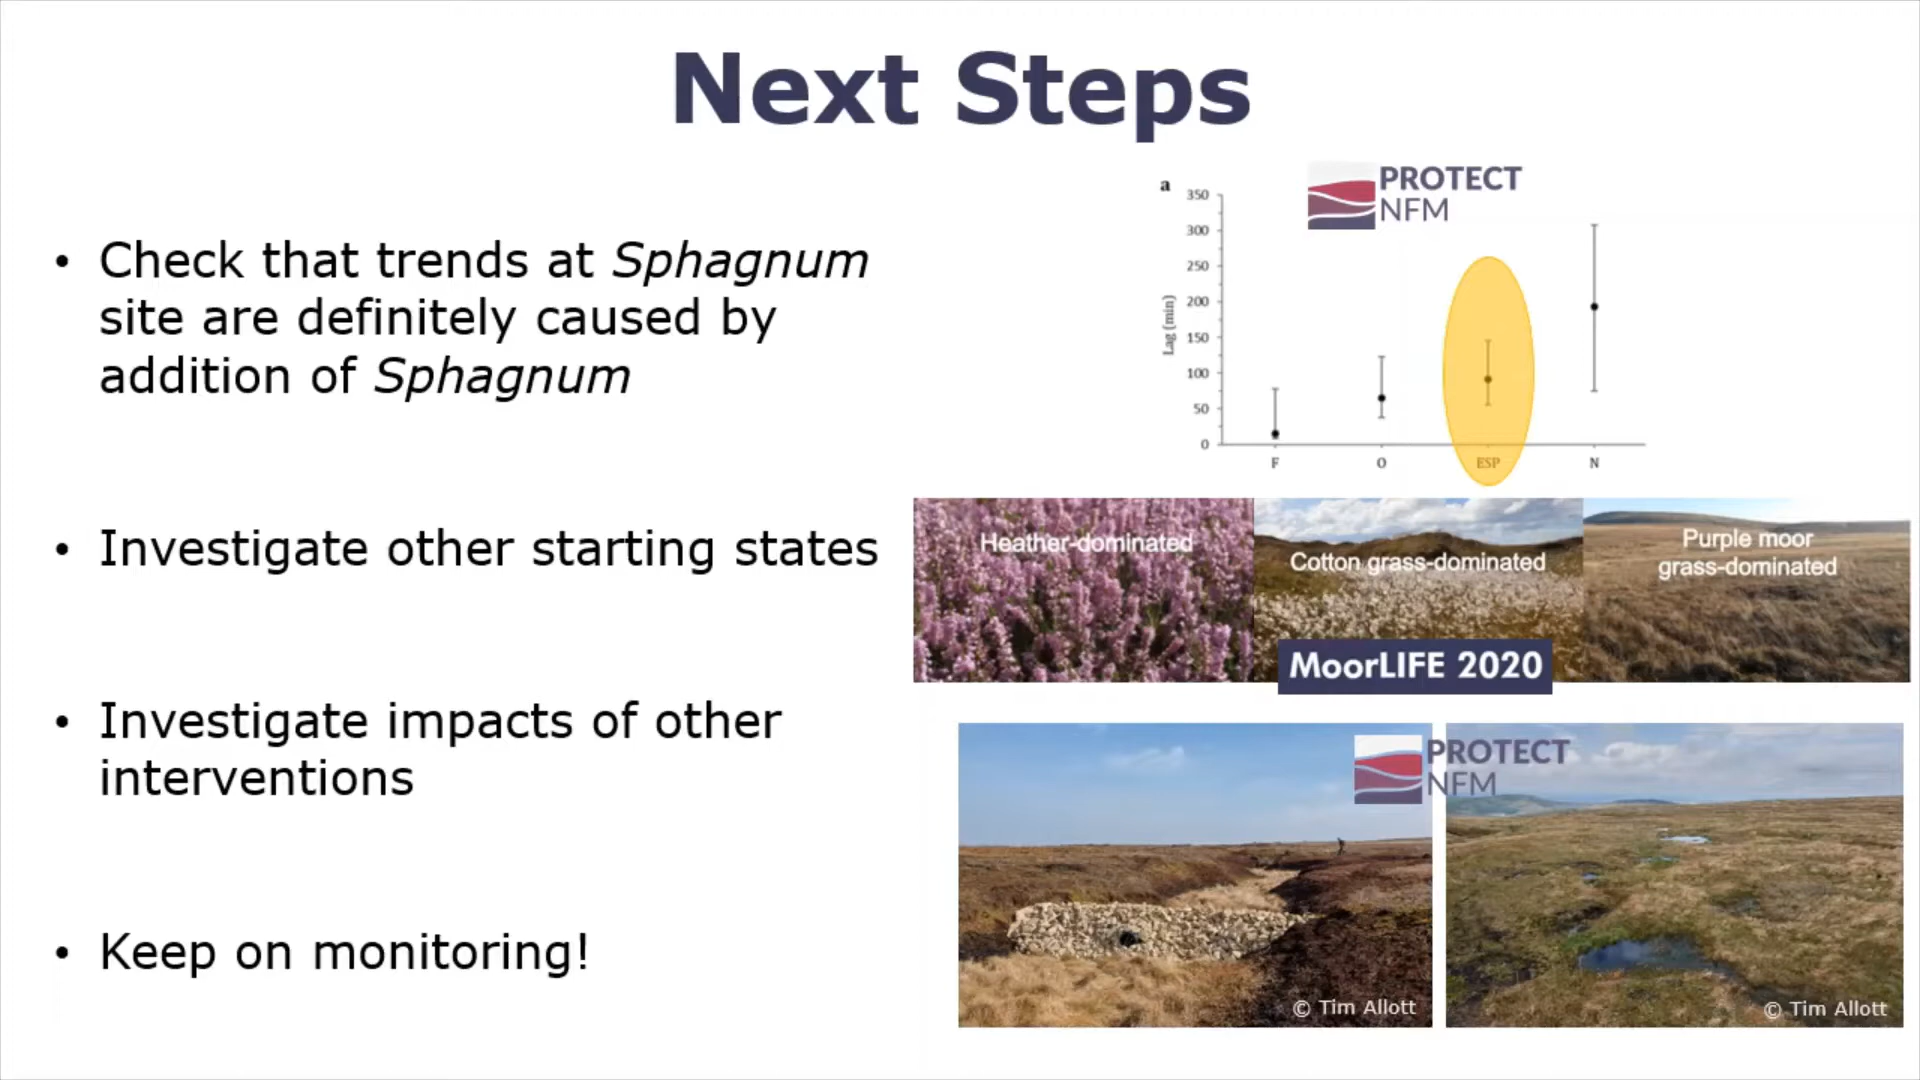 Next Steps
• Check that trends at Sphagnum
site are definitely caused by
addition of Sphagnum
• Investigate other starting states
• Investigate impacts of other
interventions
• Keep on monitoring!
PROTECT
NFM
a
350
300
250
200
150
100
50
0
Lag (min)
F O ESP N
Heather-dominated
Cotton grass-dominated
Purple moor
grass-dominated
MoorLIFE 2020
PROTECT
NFM
© Tim Allott
© Tim Allott